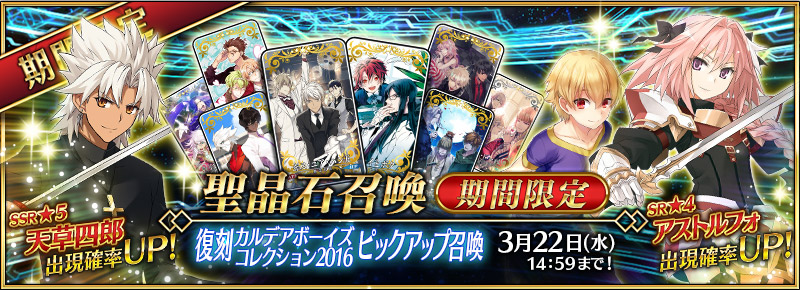 期間限定
聖晶石召喚
期間限定
SSR★5
天草四郎
出現確率UP!
復刻 カルデアボーイズ
コレクション2016 ピックアップ召喚
3月22日(水)
14:59まで!
SR★4
アストルフォ
出現確率UP!